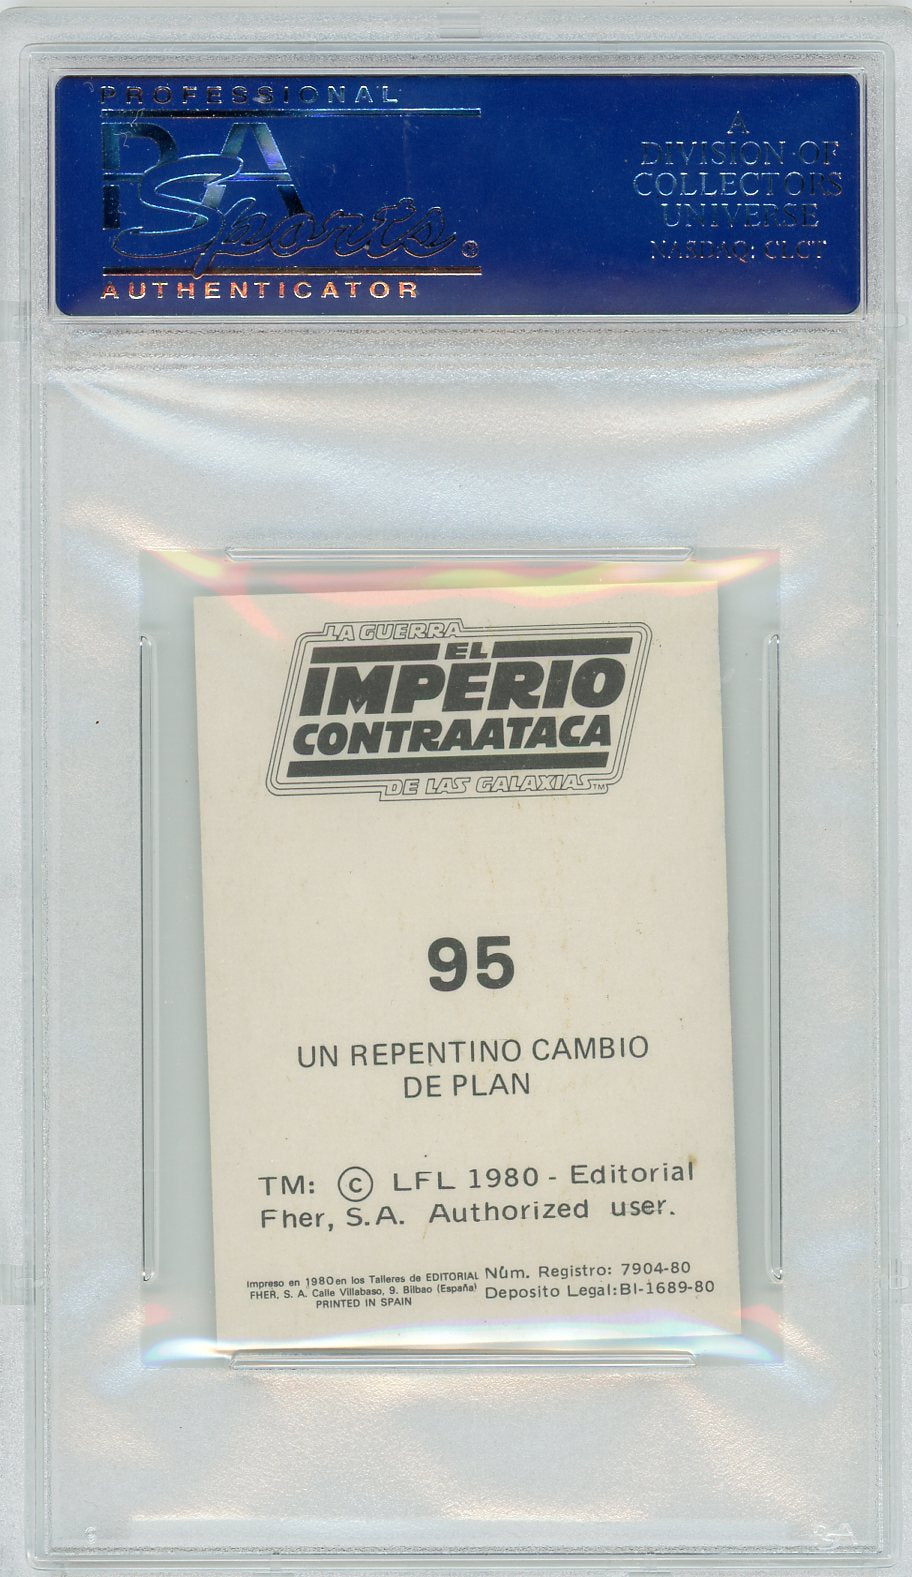 PROFESSIONAL
PSA
Sports®
AUTHENTICATOR
A
DIVISION OF
COLLECTORS
UNIVERSE
NASDAQ: CLCT
LA GUERRA
EL
IMPERIO
CONTRAATACA
DE LAS GALAXIAS™
95
UN REPENTINO CAMBIO
DE PLAN
TM: © LFL 1980 - Editorial
Fher, S.A. Authorized user.
Impreso en 1980 en los Talleres de EDITORIAL
FHER, S. A. Calle Villabaso, 9. Bilbao (España)
PRINTED IN SPAIN
Núm. Registro: 7904-80
Deposito Legal: BI-1689-80
PSA